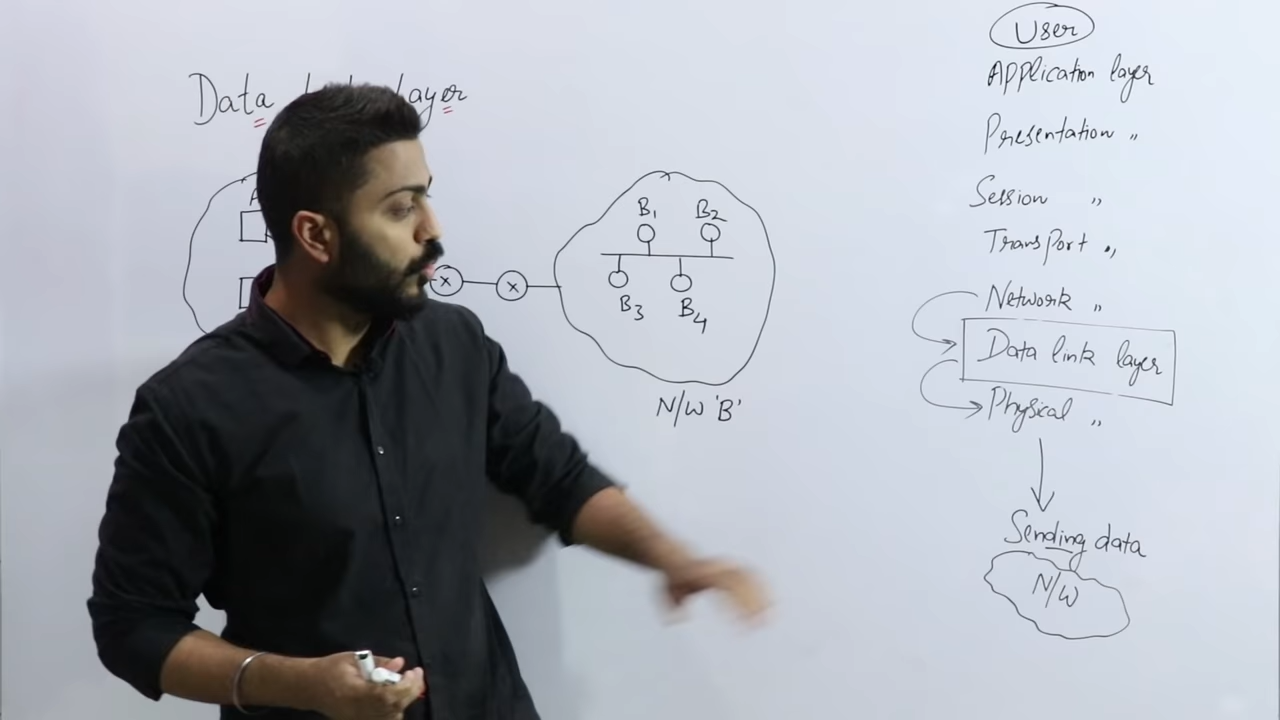 Data layer
B₁ B₂
B₃ B₄
N/W 'B'
User
Application layer
Presentation "
Session "
Transport "
Network "
Data link layer
Physical "
Sending data
N/W